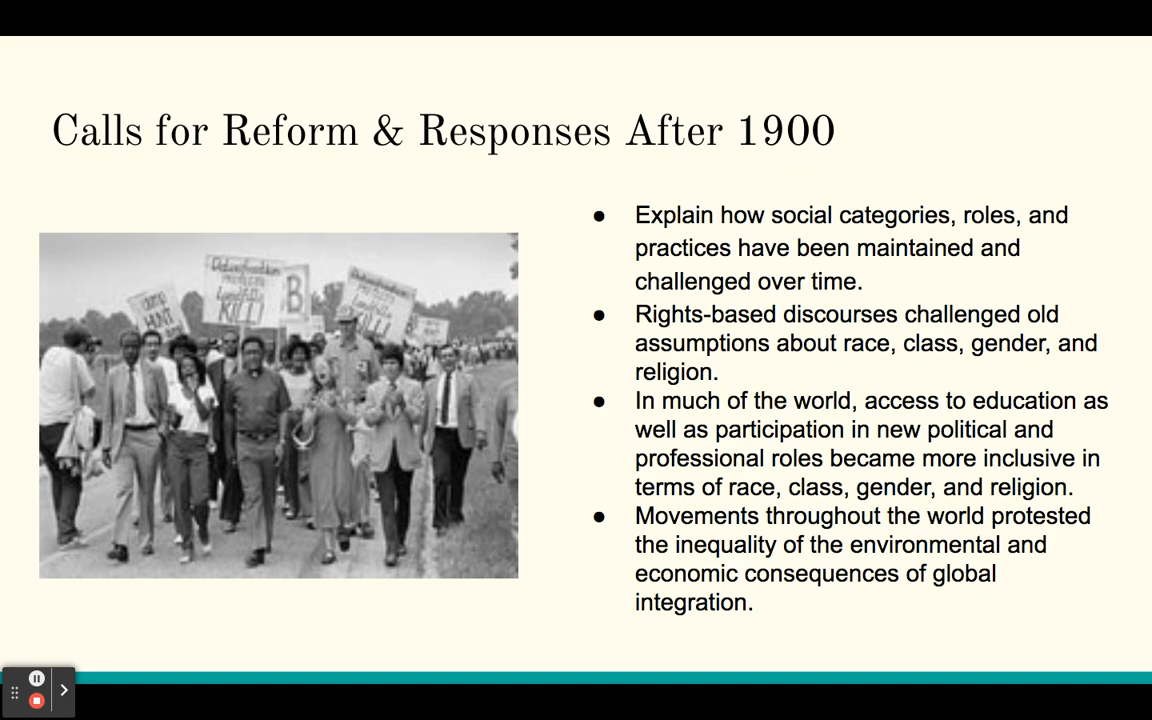 Calls for Reform & Responses After 1900
● Explain how social categories, roles, and
practices have been maintained and
challenged over time.
● Rights-based discourses challenged old
assumptions about race, class, gender, and
religion.
● In much of the world, access to education as
well as participation in new political and
professional roles became more inclusive in
terms of race, class, gender, and religion.
● Movements throughout the world protested
the inequality of the environmental and
economic consequences of global
integration.
HUNT
KILL!
B